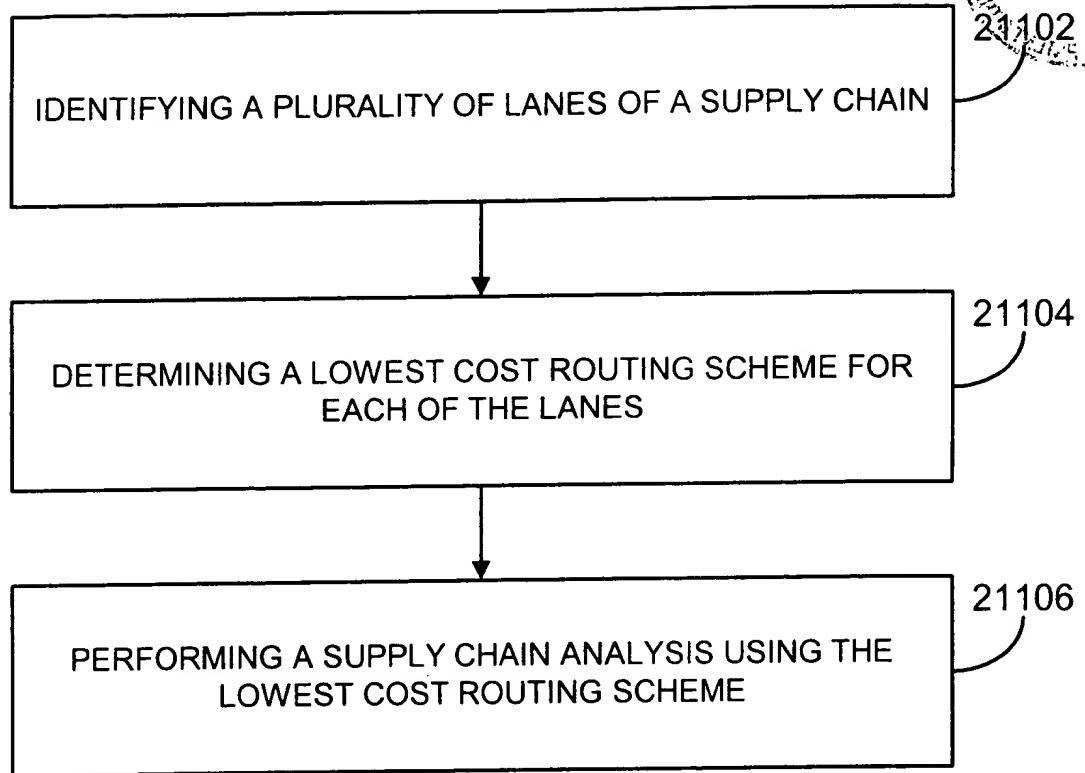 21102
IDENTIFYING A PLURALITY OF LANES OF A SUPPLY CHAIN
21104
DETERMINING A LOWEST COST ROUTING SCHEME FOR
EACH OF THE LANES
21106
PERFORMING A SUPPLY CHAIN ANALYSIS USING THE
LOWEST COST ROUTING SCHEME